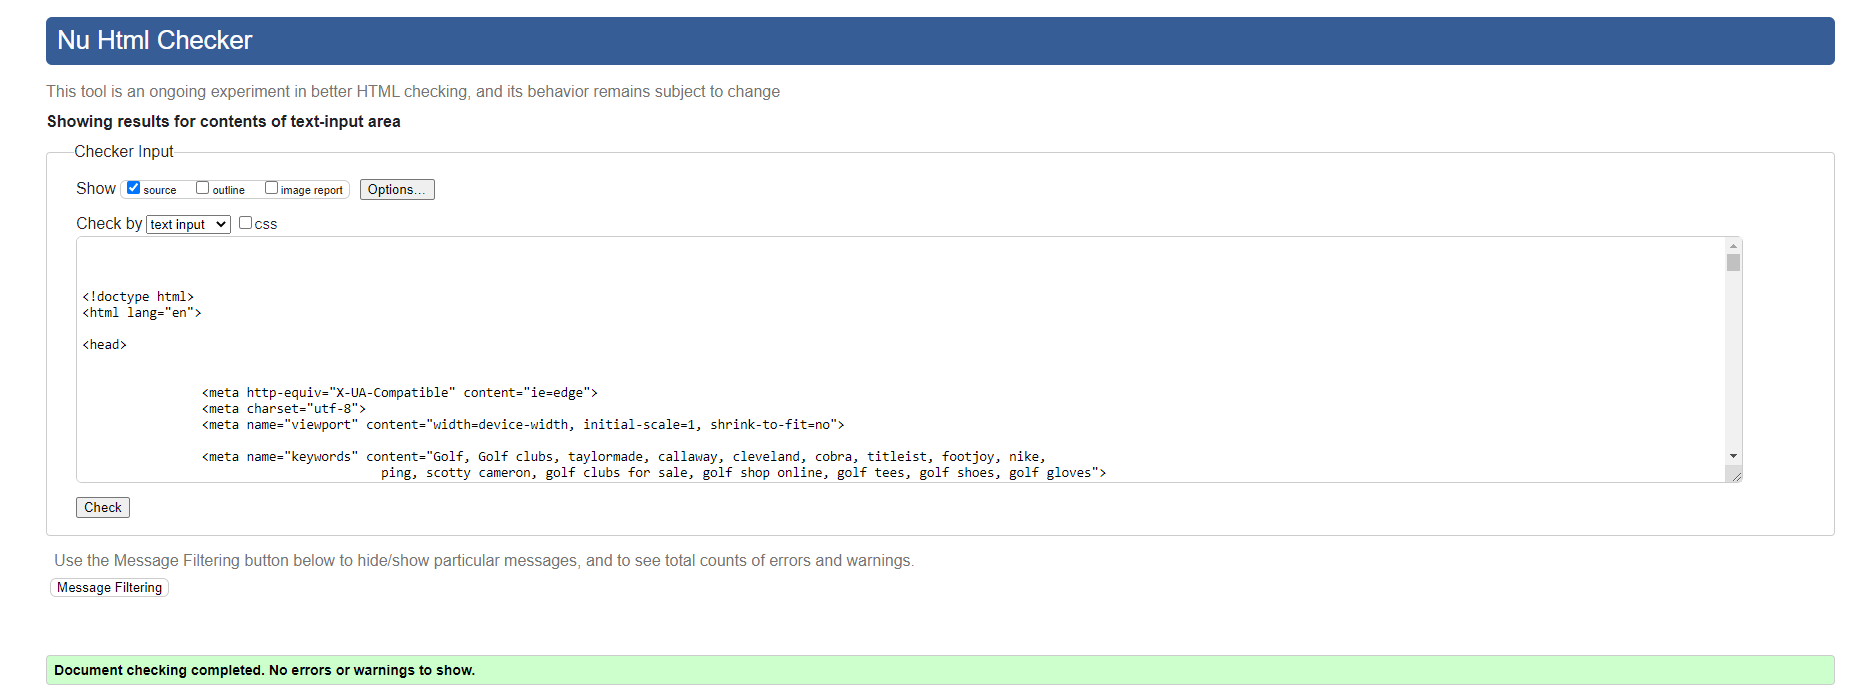 Nu Html Checker
This tool is an ongoing experiment in better HTML checking, and its behavior remains subject to change
Showing results for contents of text-input area
Checker Input
Show source outline image report Options...
Check by text input css
<!doctype html>
<html lang="en">
<head>
<meta http-equiv="X-UA-Compatible" content="ie=edge">
<meta charset="utf-8">
<meta name="viewport" content="width=device-width, initial-scale=1, shrink-to-fit=no">
<meta name="keywords" content="Golf, Golf clubs, taylormade, callaway, cleveland, cobra, titleist, footjoy, nike,
ping, scotty cameron, golf clubs for sale, golf shop online, golf tees, golf shoes, golf gloves">
Check
Use the Message Filtering button below to hide/show particular messages, and to see total counts of errors and warnings.
Message Filtering
Document checking completed. No errors or warnings to show.